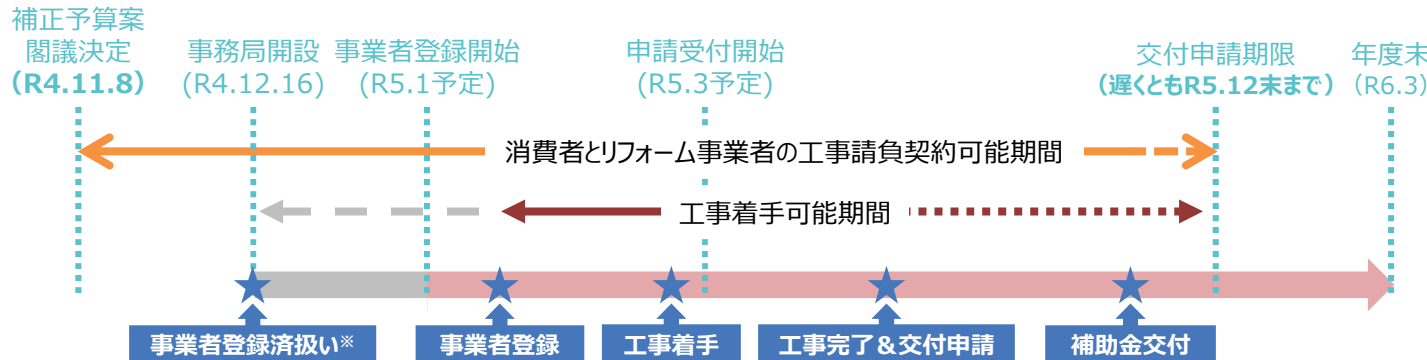 補正予算案
閣議決定
(R4.11.8)
事務局開設
(R4.12.16)
事業者登録開始
(R5.1予定)
申請受付開始
(R5.3予定)
交付申請期限
(遅くともR5.12末まで)
年度末
(R6.3)
消費者とリフォーム事業者の工事請負契約可能期間
工事着手可能期間
事業者登録済扱い※
事業者登録
工事着手
工事完了&交付申請
補助金交付